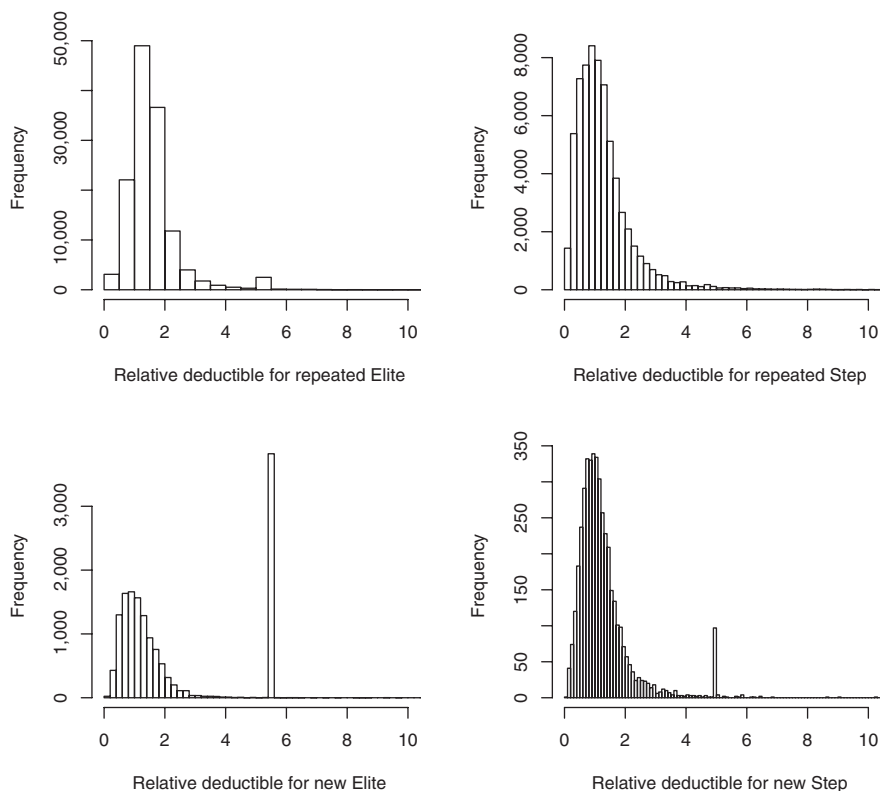 50,000
30,000
10,000
0
Frequency
0 2 4 6 8 10
Relative deductible for repeated Elite
8,000
6,000
4,000
2,000
0
Frequency
0 2 4 6 8 10
Relative deductible for repeated Step
3,000
2,000
1,000
0
Frequency
0 2 4 6 8 10
Relative deductible for new Elite
350
250
150
50
0
Frequency
0 2 4 6 8 10
Relative deductible for new Step